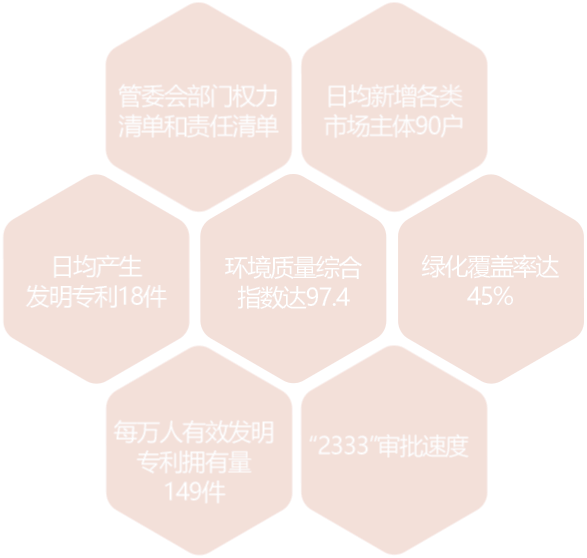 管委会部门权力
清单和责任清单
日均新增各类
市场主体90户
日均产生
发明专利18件
环境质量综合
指数达97.4
绿化覆盖率达
45%
每万人有效发明
专利拥有量
149件
“2333”审批速度